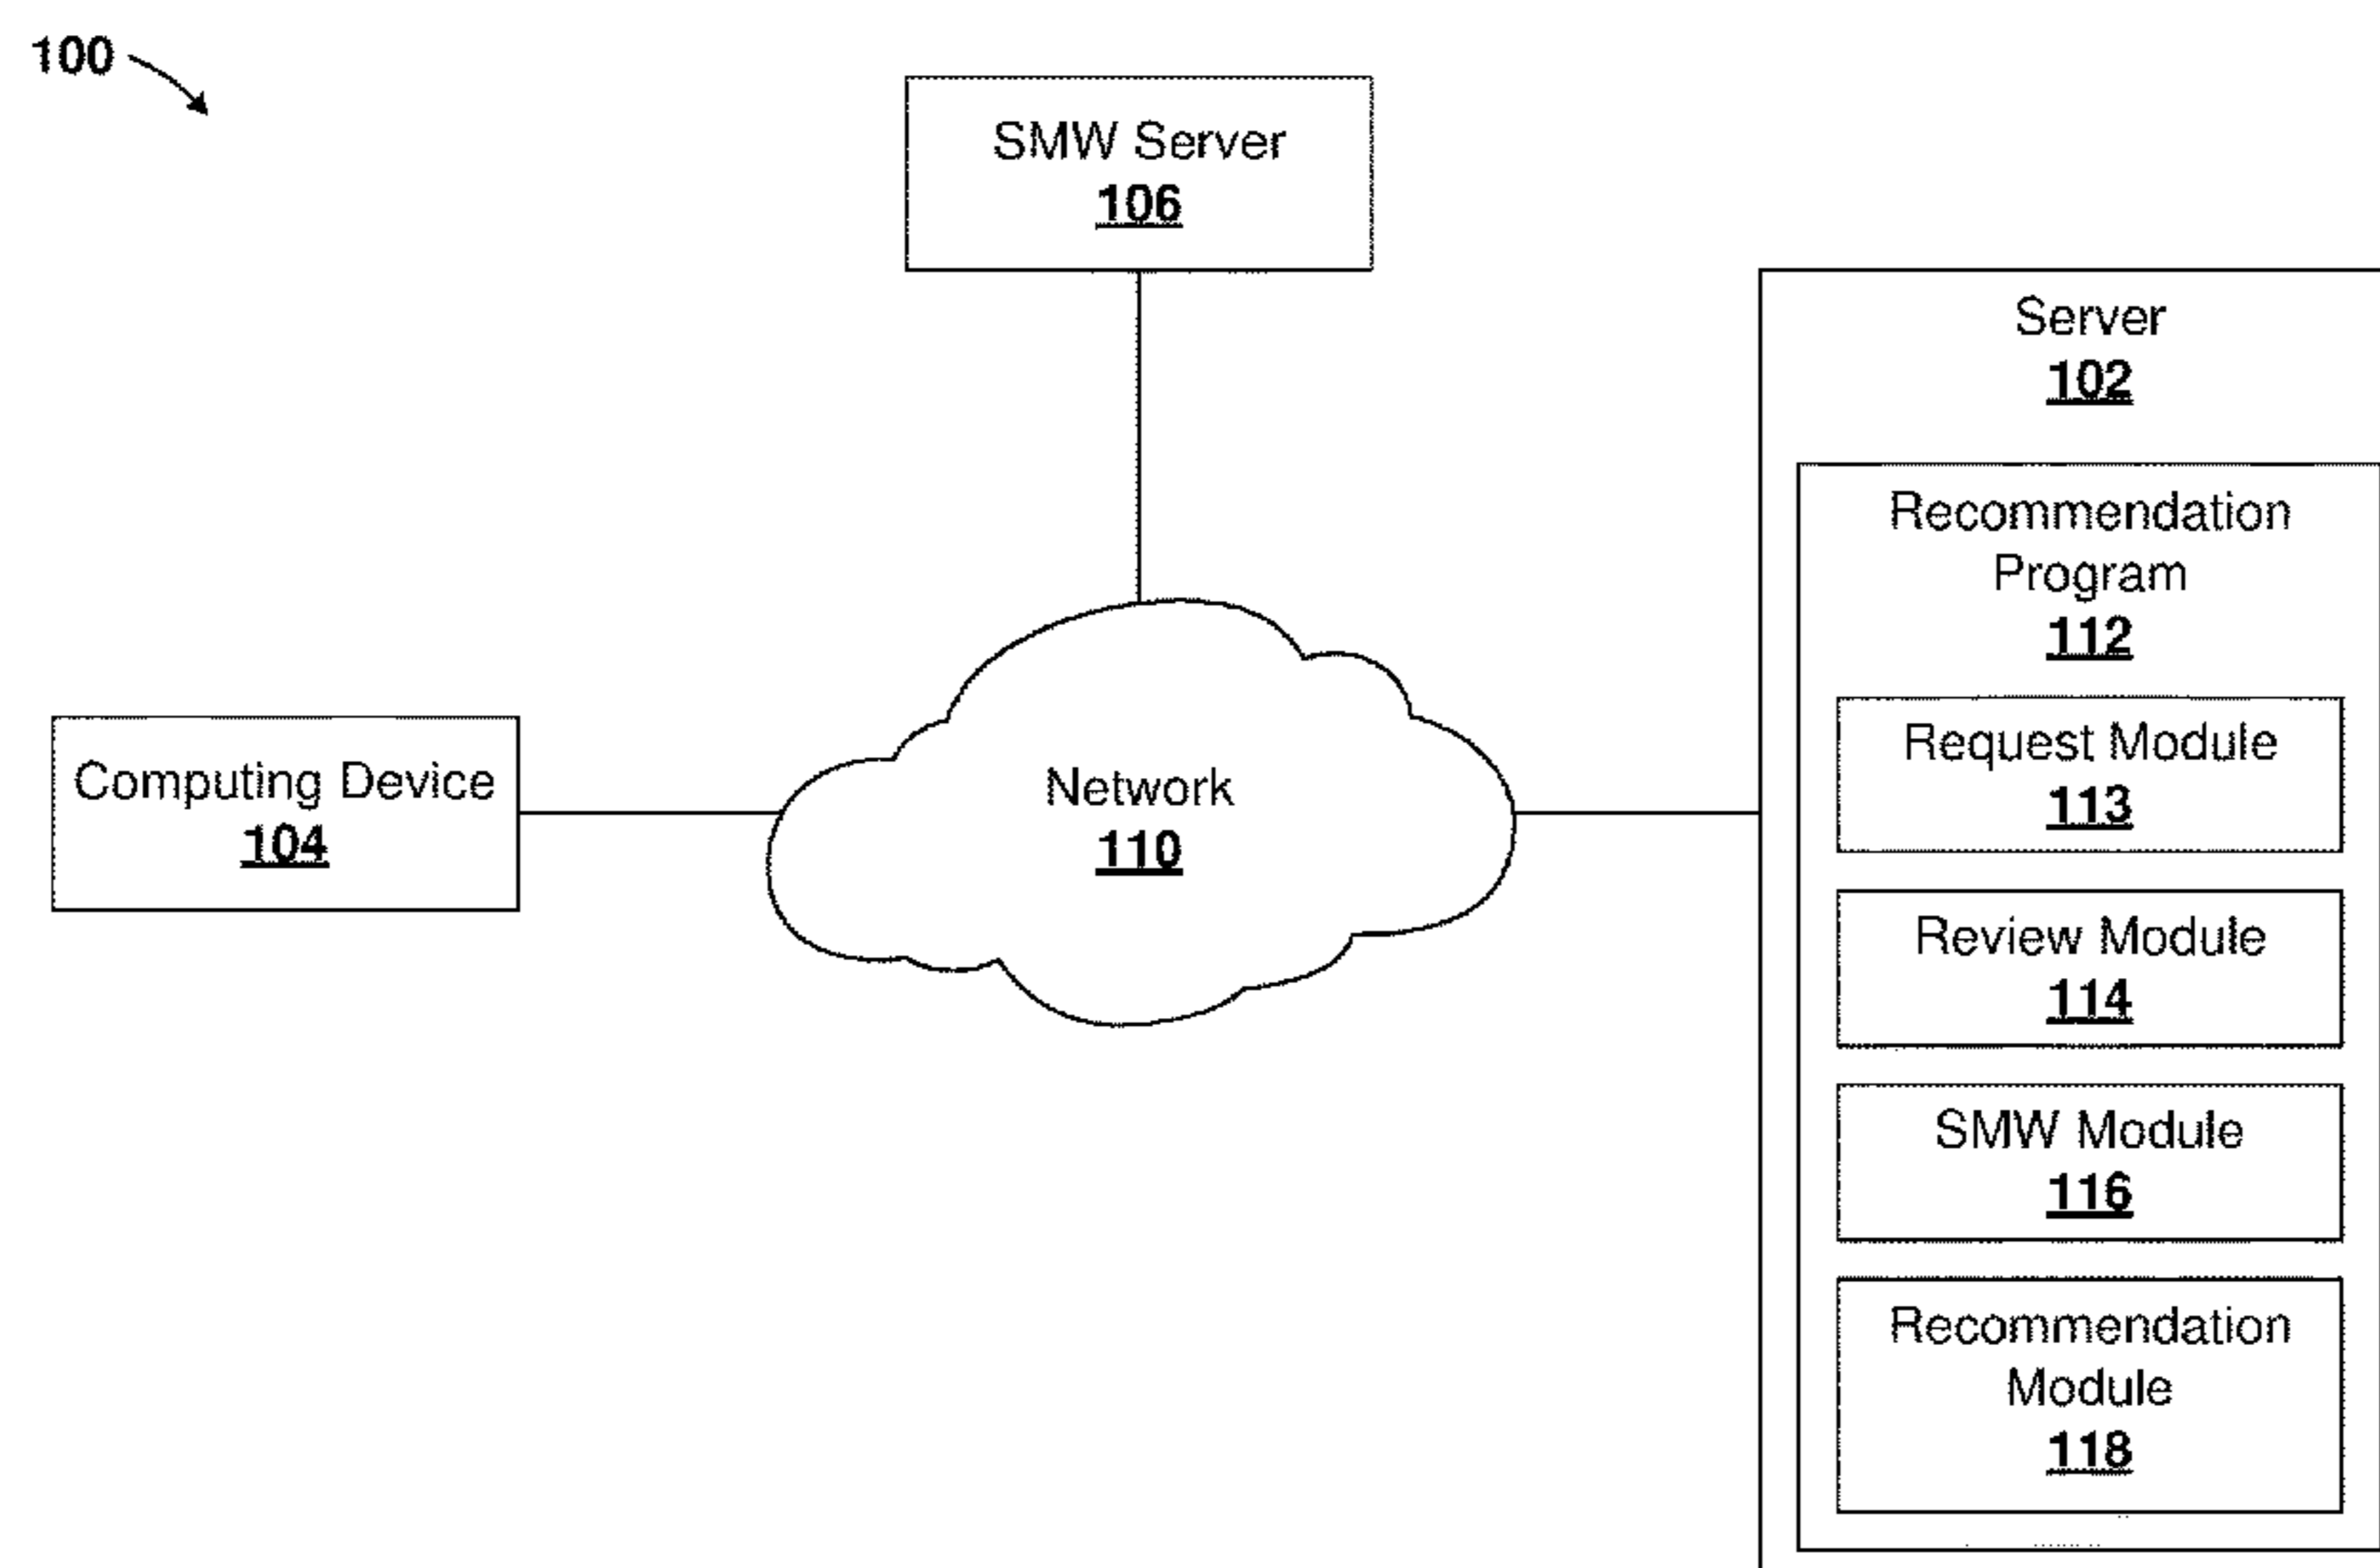 100
SMW Server
106
Server
102
Recommendation
Program
112
Request Module
113
Computing Device
104
Network
110
Review Module
114
SMW Module
116
Recommendation
Module
118